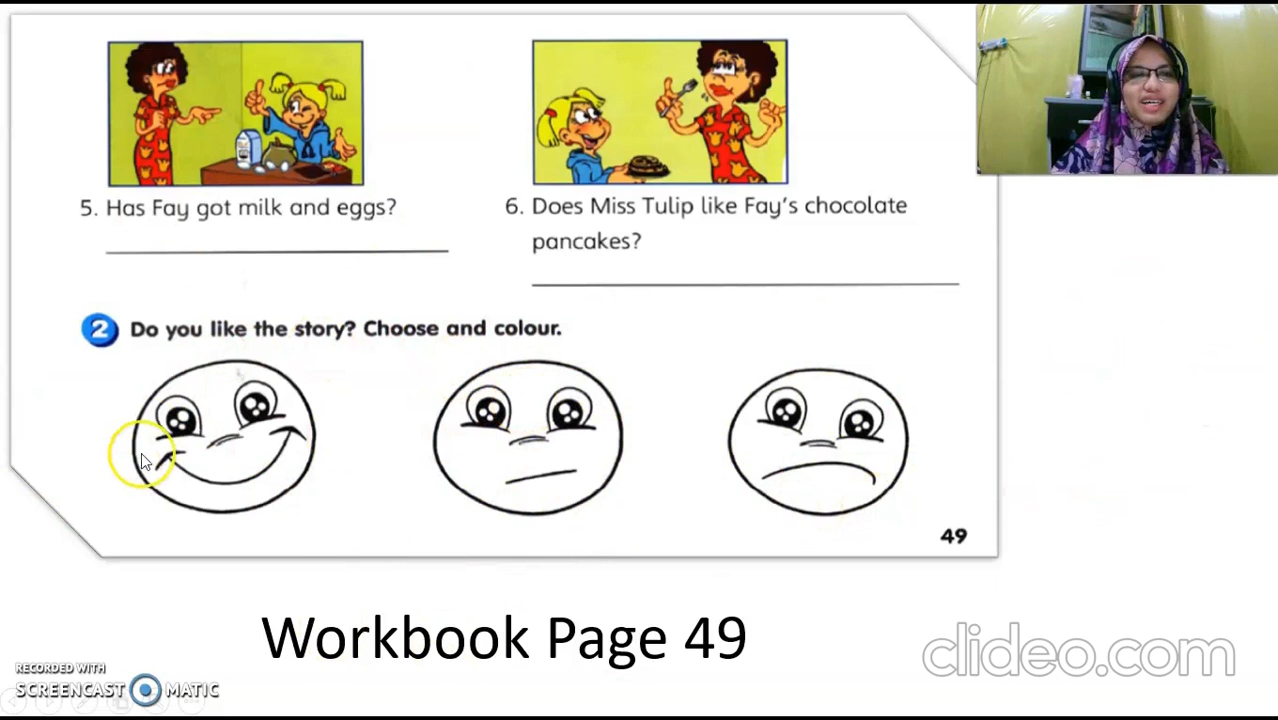 5. Has Fay got milk and eggs?
6. Does Miss Tulip like Fay's chocolate
pancakes?
2 Do you like the story? Choose and colour.
49
Workbook Page 49
clideo.com
RECORDED WITH
SCREENCAST MATIC